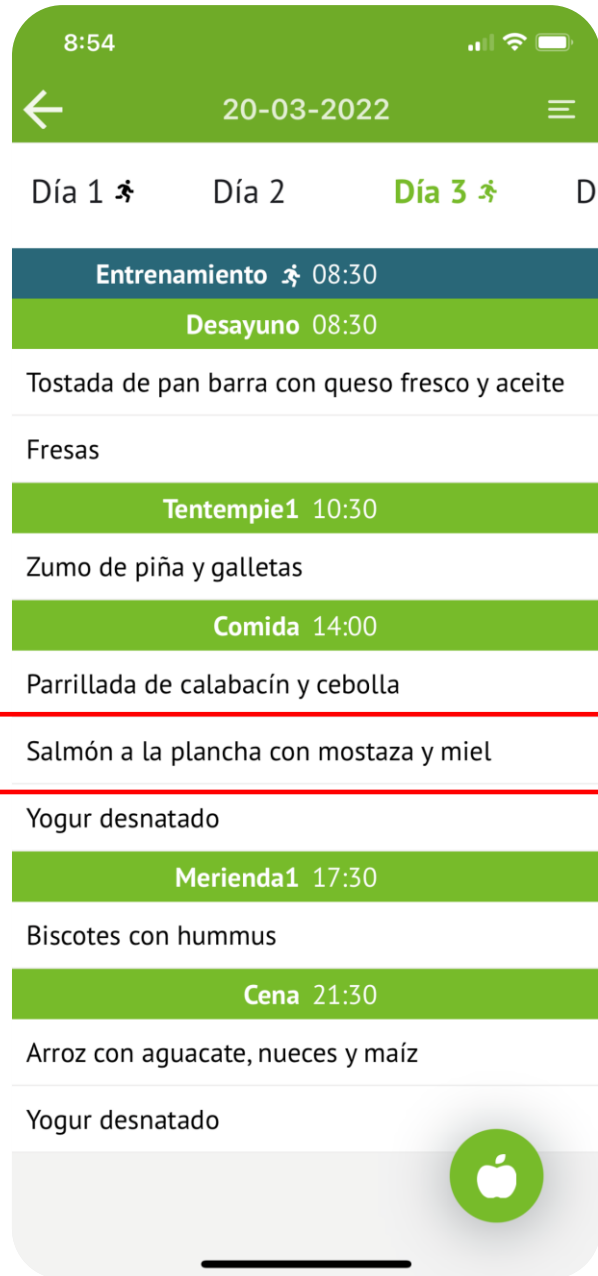 8:54
20-03-2022
Día 1 Día 2 Día 3 D
Entrenamiento 08:30
Desayuno 08:30
Tostada de pan barra con queso fresco y aceite
Fresas
Tentempie1 10:30
Zumo de piña y galletas
Comida 14:00
Parrillada de calabacín y cebolla
Salmón a la plancha con mostaza y miel
Yogur desnatado
Merienda1 17:30
Biscotes con hummus
Cena 21:30
Arroz con aguacate, nueces y maíz
Yogur desnatado